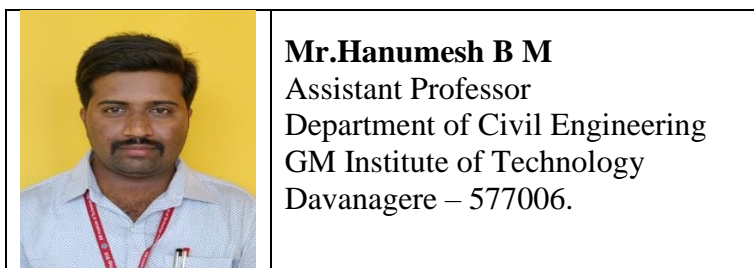 Mr.Hanumesh B M
Assistant Professor
Department of Civil Engineering
GM Institute of Technology
Davanagere – 577006.